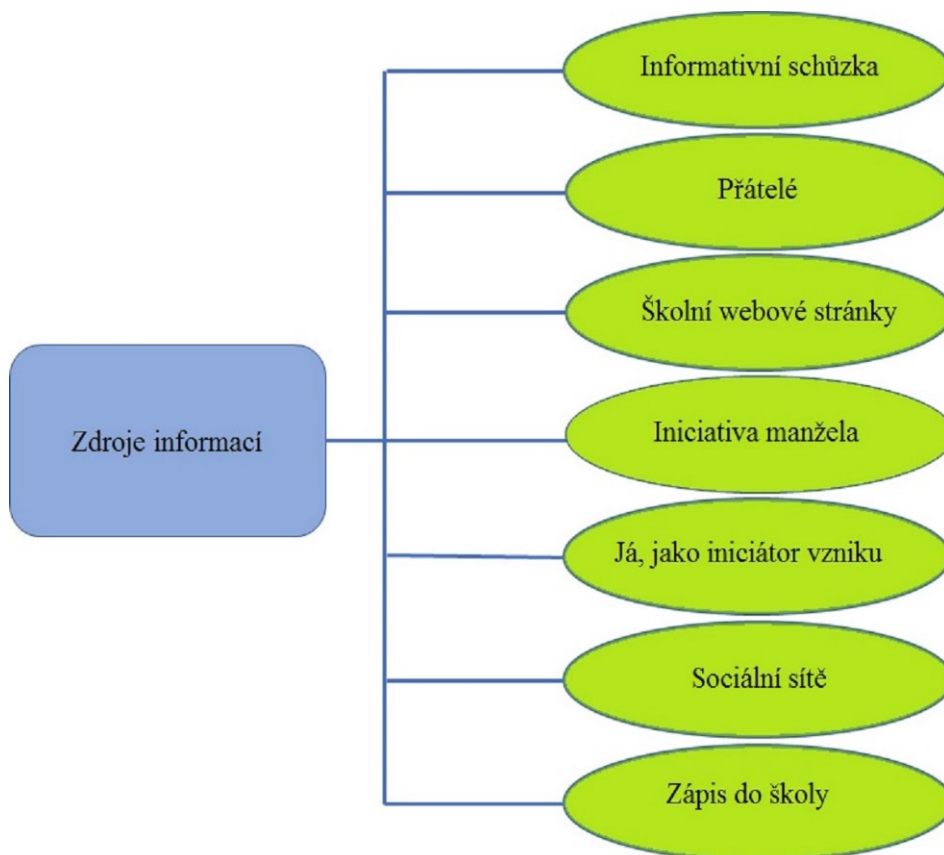 Informativní schůzka
Přátelé
Školní webové stránky
Zdroje informací
Iniciativa manžela
Já, jako iniciátor vzniku
Sociální sítě
Zápis do školy